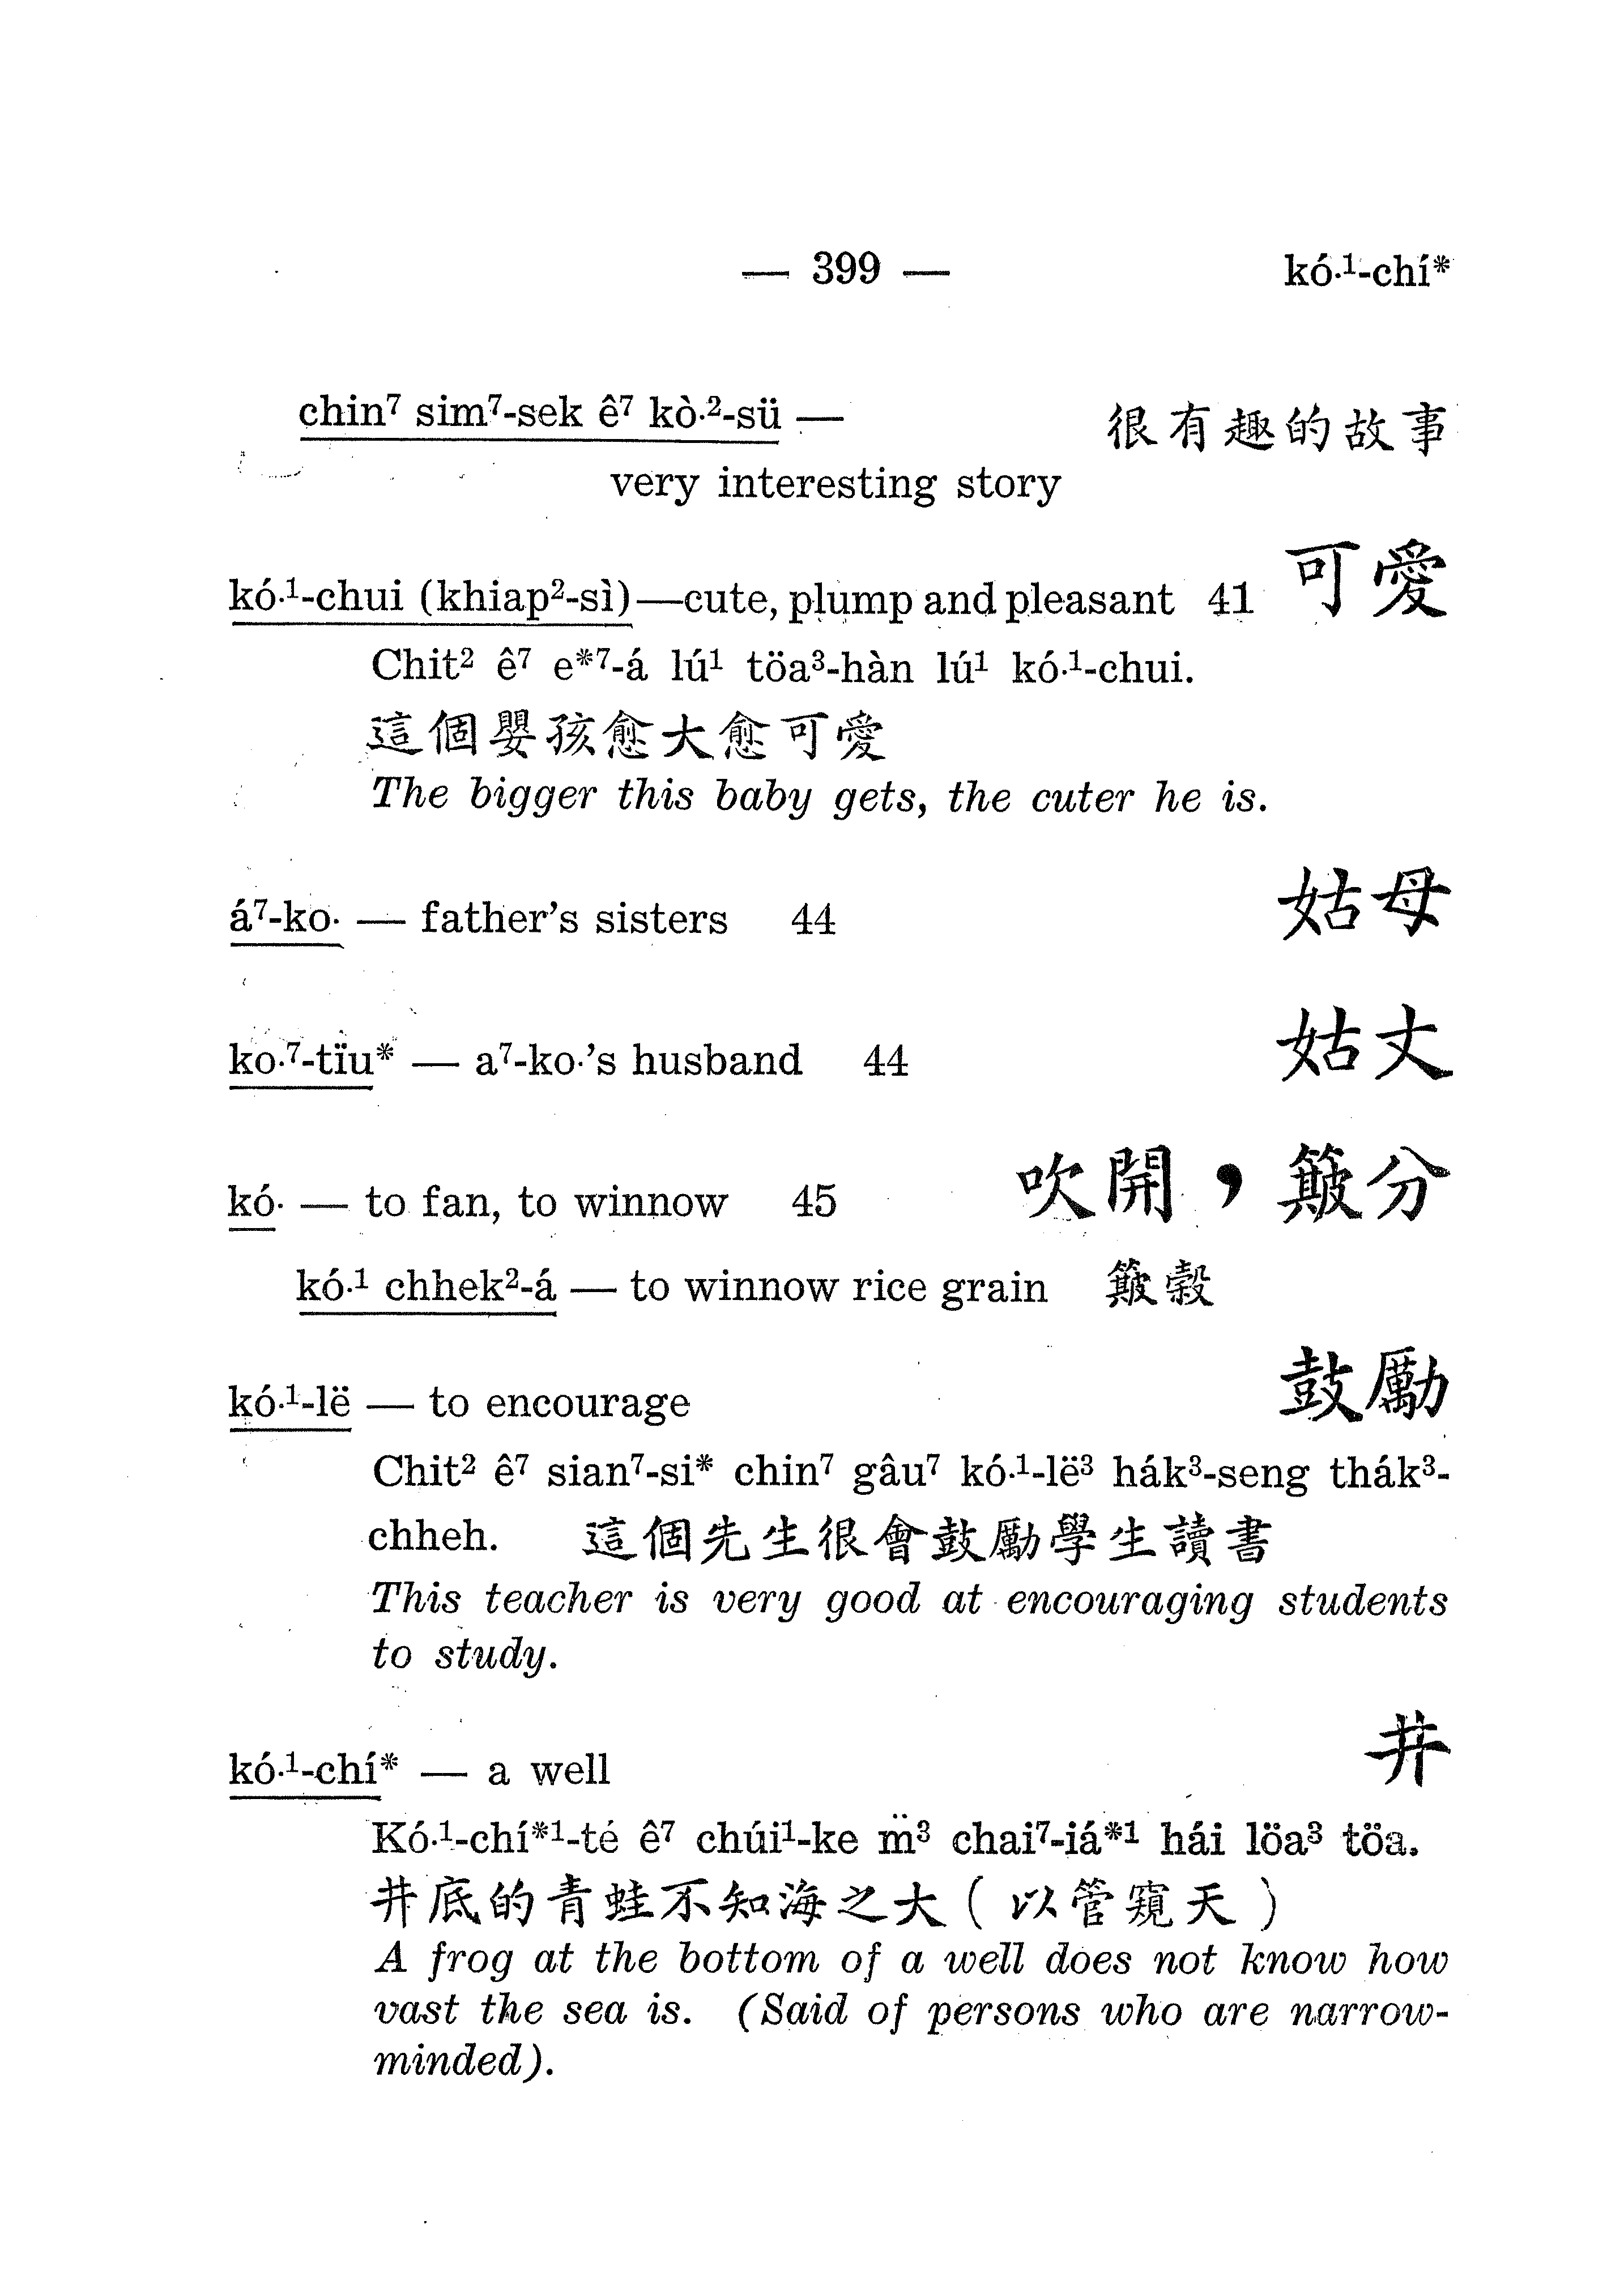 — 399 — kó·¹-chí*
chin⁷ sim⁷-sek ê⁷ kò·²-sü — 很有趣的故事
very interesting story
kó·¹-chui (khiap²-sì)—cute, plump and pleasant 41 可愛
Chit² ê⁷ e*⁷-á lú¹ töa³-hàn lú¹ kó·¹-chui.
這個嬰孩愈大愈可愛
The bigger this baby gets, the cuter he is.
á⁷-ko· — father's sisters 44 姑母
ko·⁷-tïu* — a⁷-ko·'s husband 44 姑丈
kó· — to fan, to winnow 45 吹開，簸分
kó·¹ chhek²-á — to winnow rice grain 簸穀
kó·¹-lë — to encourage 鼓勵
Chit² ê⁷ sian⁷-si* chin⁷ gâu⁷ kó·¹-lë³ hák³-seng thák³-
chheh. 這個先生很會鼓勵學生讀書
This teacher is very good at encouraging students
to study.
kó·¹-chí* — a well 井
Kó·¹-chí*¹-té ê⁷ chúi¹-ke m̈³ chai⁷-iá*¹ hái löa³ töa.
井底的青蛙不知海之大(以管窺天)
A frog at the bottom of a well does not know how
vast the sea is. (Said of persons who are narrow-
minded).